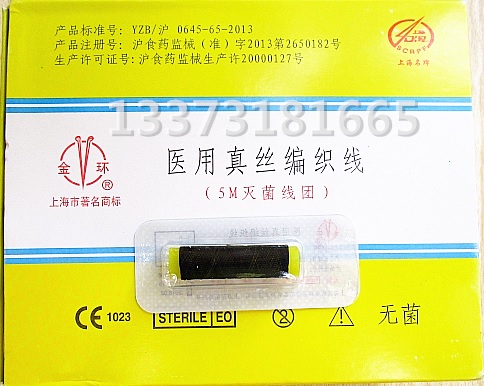 产品标准号: YZB/沪 0645-65-2013
产品注册号: 沪食药监械(准)字2013第2650182号
生产许可证号: 沪食药监械生产许20000127号
SCRPF
上海名牌
13373181665
金环®
上海市著名商标
医用真丝编织线
(5M灭菌线团)
CE 1023
STERILE EO
2
无菌